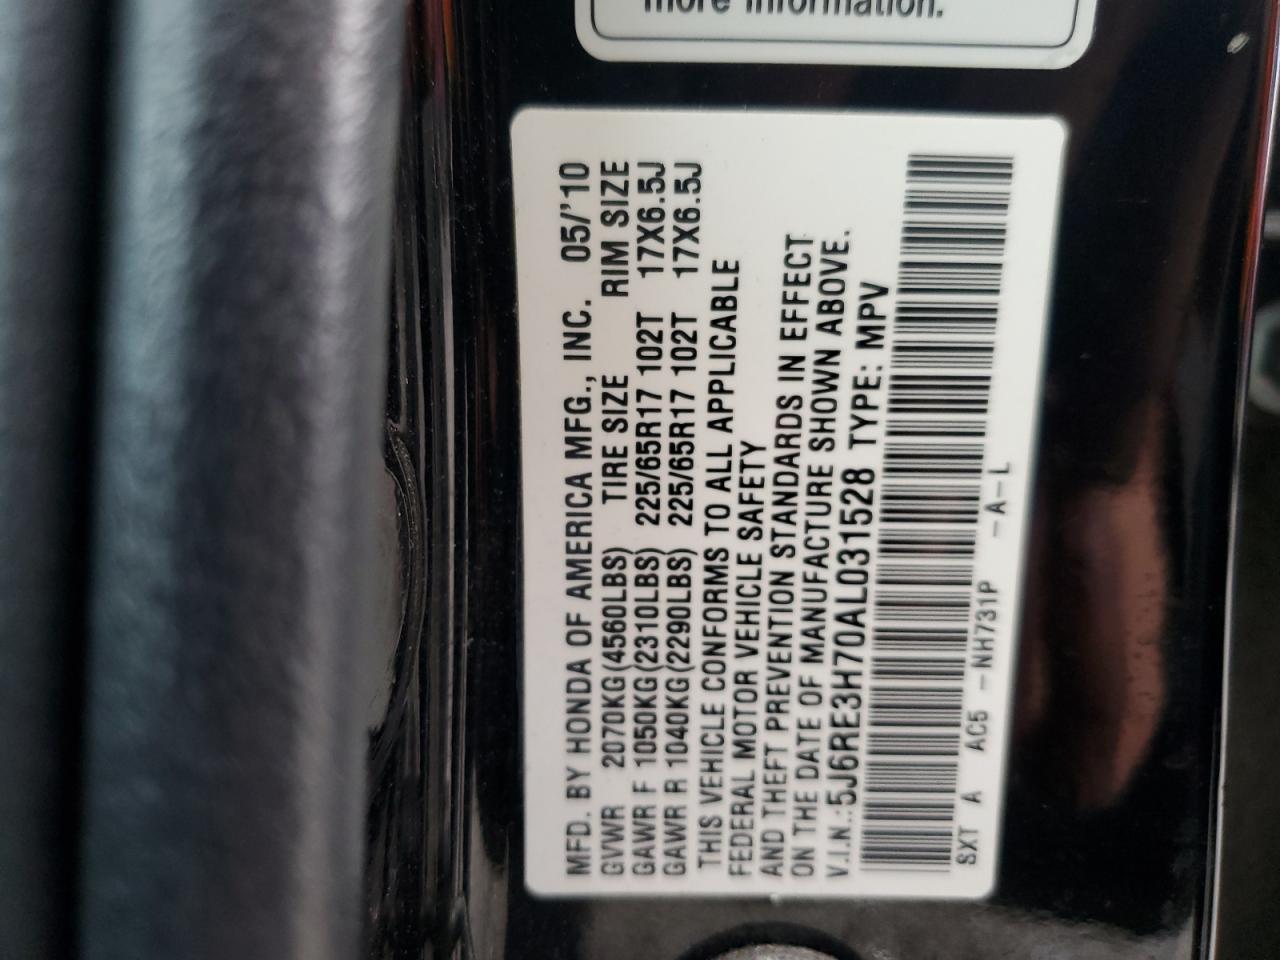 more information.
MFD. BY HONDA OF AMERICA MFG., INC. 05/'10
GVWR 2070KG(4560LBS) TIRE SIZE RIM SIZE
GAWR F 1050KG(2310LBS) 225/65R17 102T 17X6.5J
GAWR R 1040KG(2290LBS) 225/65R17 102T 17X6.5J
THIS VEHICLE CONFORMS TO ALL APPLICABLE
FEDERAL MOTOR VEHICLE SAFETY
AND THEFT PREVENTION STANDARDS IN EFFECT
ON THE DATE OF MANUFACTURE SHOWN ABOVE.
V.I.N.:5J6RE3H70AL031528 TYPE: MPV
SXT A AC5 -NH731P -A-L